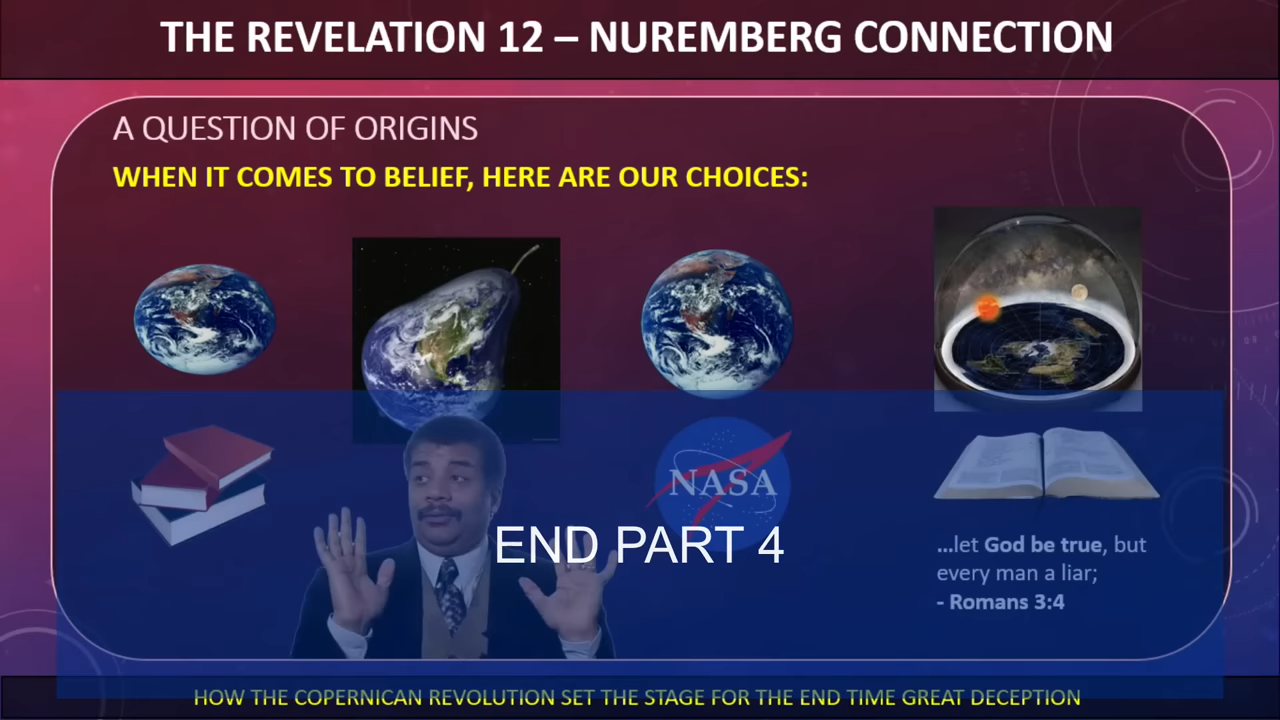 THE REVELATION 12 – NUREMBERG CONNECTION
A QUESTION OF ORIGINS
WHEN IT COMES TO BELIEF, HERE ARE OUR CHOICES:
NASA
END PART 4
...let God be true, but
every man a liar;
- Romans 3:4
HOW THE COPERNICAN REVOLUTION SET THE STAGE FOR THE END TIME GREAT DECEPTION